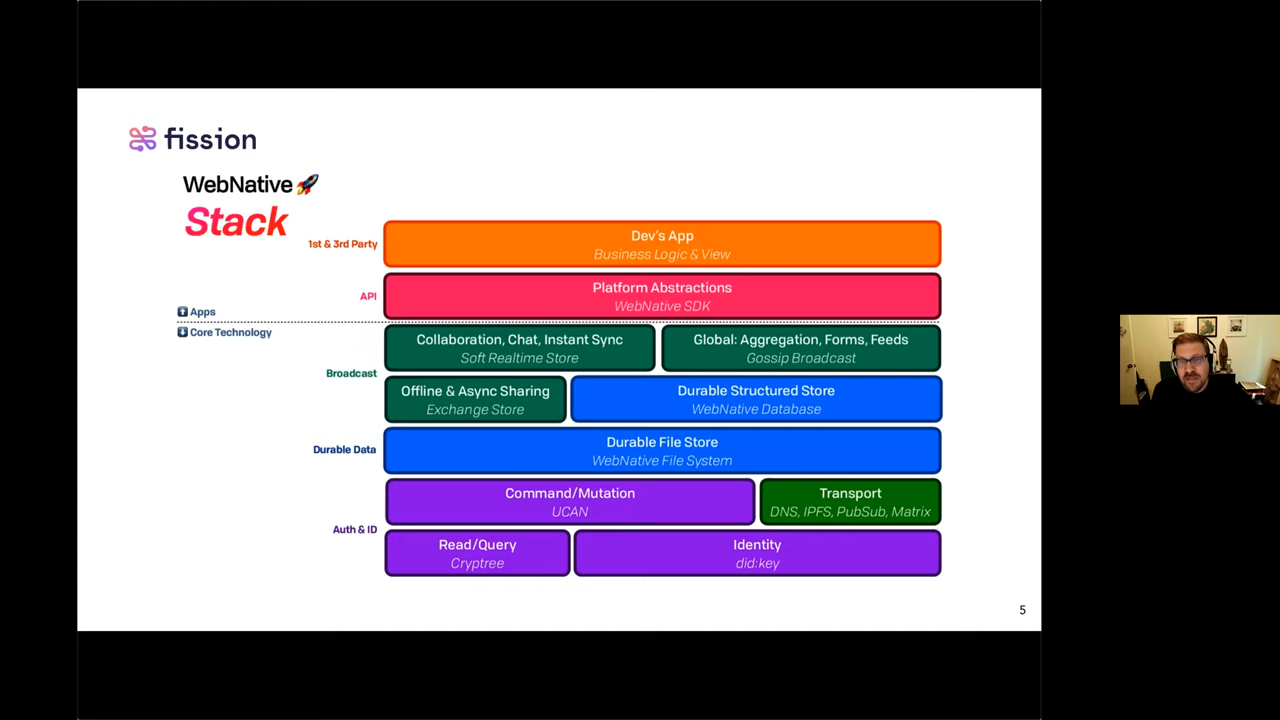 fission
WebNative
Stack
1st & 3rd Party
Dev's App
Business Logic & View
API
Platform Abstractions
WebNative SDK
Apps
Core Technology
Broadcast
Collaboration, Chat, Instant Sync
Soft Realtime Store
Global: Aggregation, Forms, Feeds
Gossip Broadcast
Offline & Async Sharing
Exchange Store
Durable Structured Store
WebNative Database
Durable Data
Durable File Store
WebNative File System
Auth & ID
Command/Mutation
UCAN
Transport
DNS, IPFS, PubSub, Matrix
Read/Query
Cryptree
Identity
did:key
5